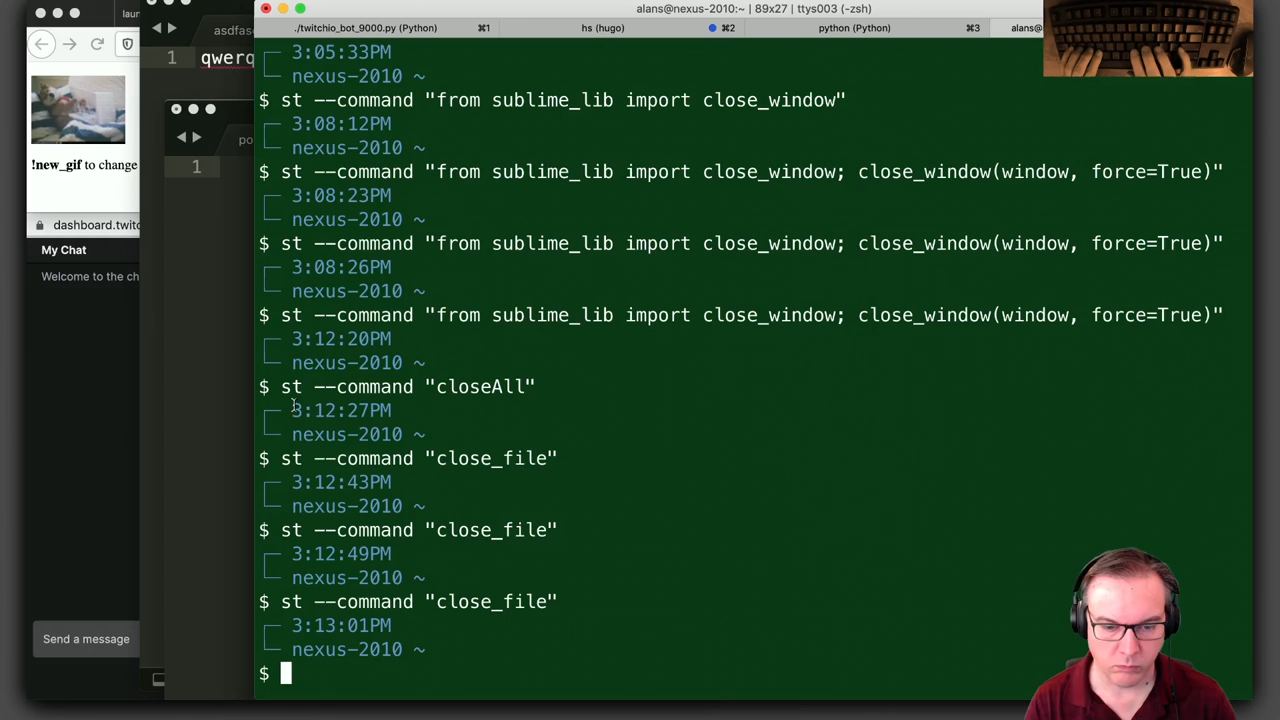 alans@nexus-2010:~ | 89x27 | ttys003 (-zsh)
./twitchio_bot_9000.py (Python) ⌘1
hs (hugo) ⌘2
python (Python) ⌘3
alans@
3:05:33PM
nexus-2010 ~
$ st --command "from sublime_lib import close_window"
3:08:12PM
nexus-2010 ~
$ st --command "from sublime_lib import close_window; close_window(window, force=True)"
3:08:23PM
nexus-2010 ~
$ st --command "from sublime_lib import close_window; close_window(window, force=True)"
3:08:26PM
nexus-2010 ~
$ st --command "from sublime_lib import close_window; close_window(window, force=True)"
3:12:20PM
nexus-2010 ~
$ st --command "closeAll"
3:12:27PM
nexus-2010 ~
$ st --command "close_file"
3:12:43PM
nexus-2010 ~
$ st --command "close_file"
3:12:49PM
nexus-2010 ~
$ st --command "close_file"
3:13:01PM
nexus-2010 ~
$
laun
asdfas
1 qwerq
po
1
!new_gif to change
dashboard.twitc
My Chat
Welcome to the ch
Send a message